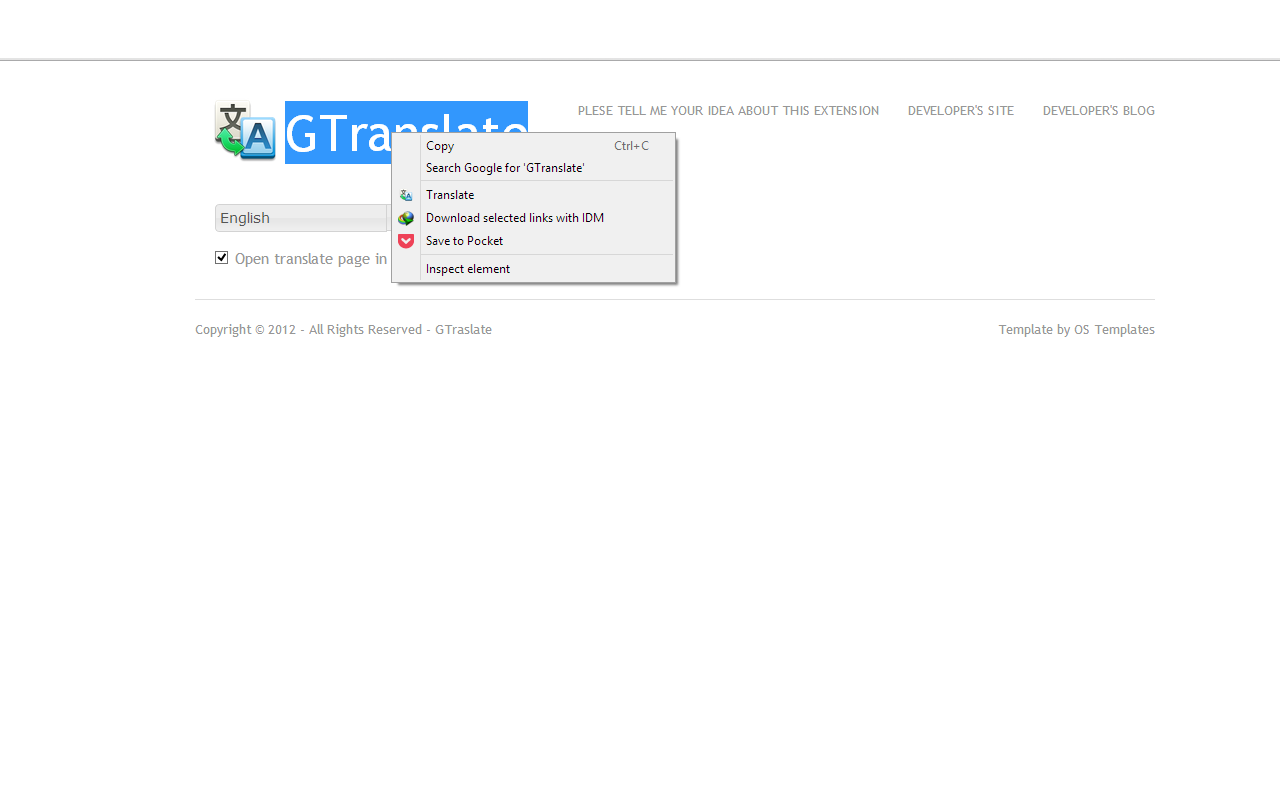 GTranslate
PLESE TELL ME YOUR IDEA ABOUT THIS EXTENSION DEVELOPER'S SITE DEVELOPER'S BLOG
Copy Ctrl+C
Search Google for 'GTranslate'
Translate
Download selected links with IDM
Save to Pocket
Inspect element
English
Open translate page in
Copyright © 2012 - All Rights Reserved - GTraslate
Template by OS Templates